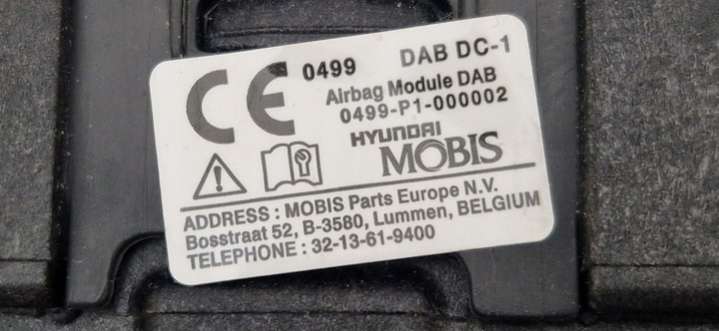 CE 0499 DAB DC-1
Airbag Module DAB
0499-P1-000002
HYUNDAI
MOBIS
ADDRESS : MOBIS Parts Europe N.V.
Bosstraat 52, B-3580, Lummen, BELGIUM
TELEPHONE : 32-13-61-9400